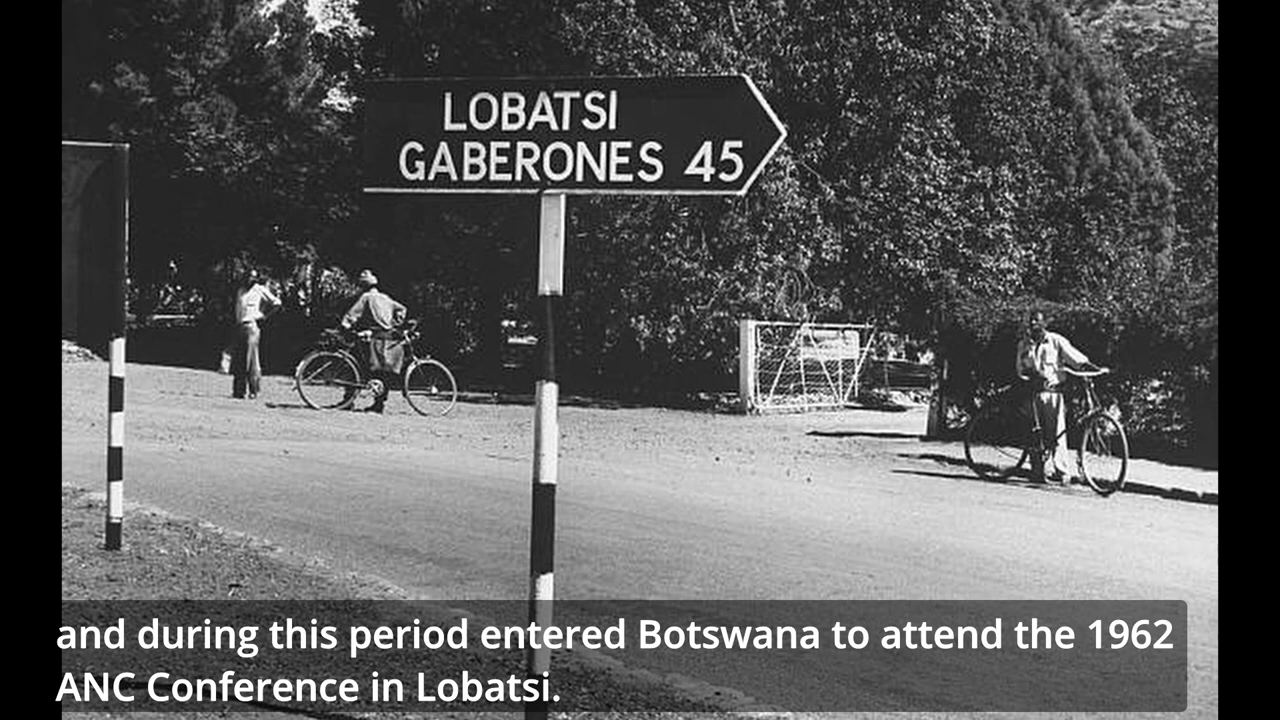 LOBATSI
GABERONES 45
and during this period entered Botswana to attend the 1962
ANC Conference in Lobatsi.